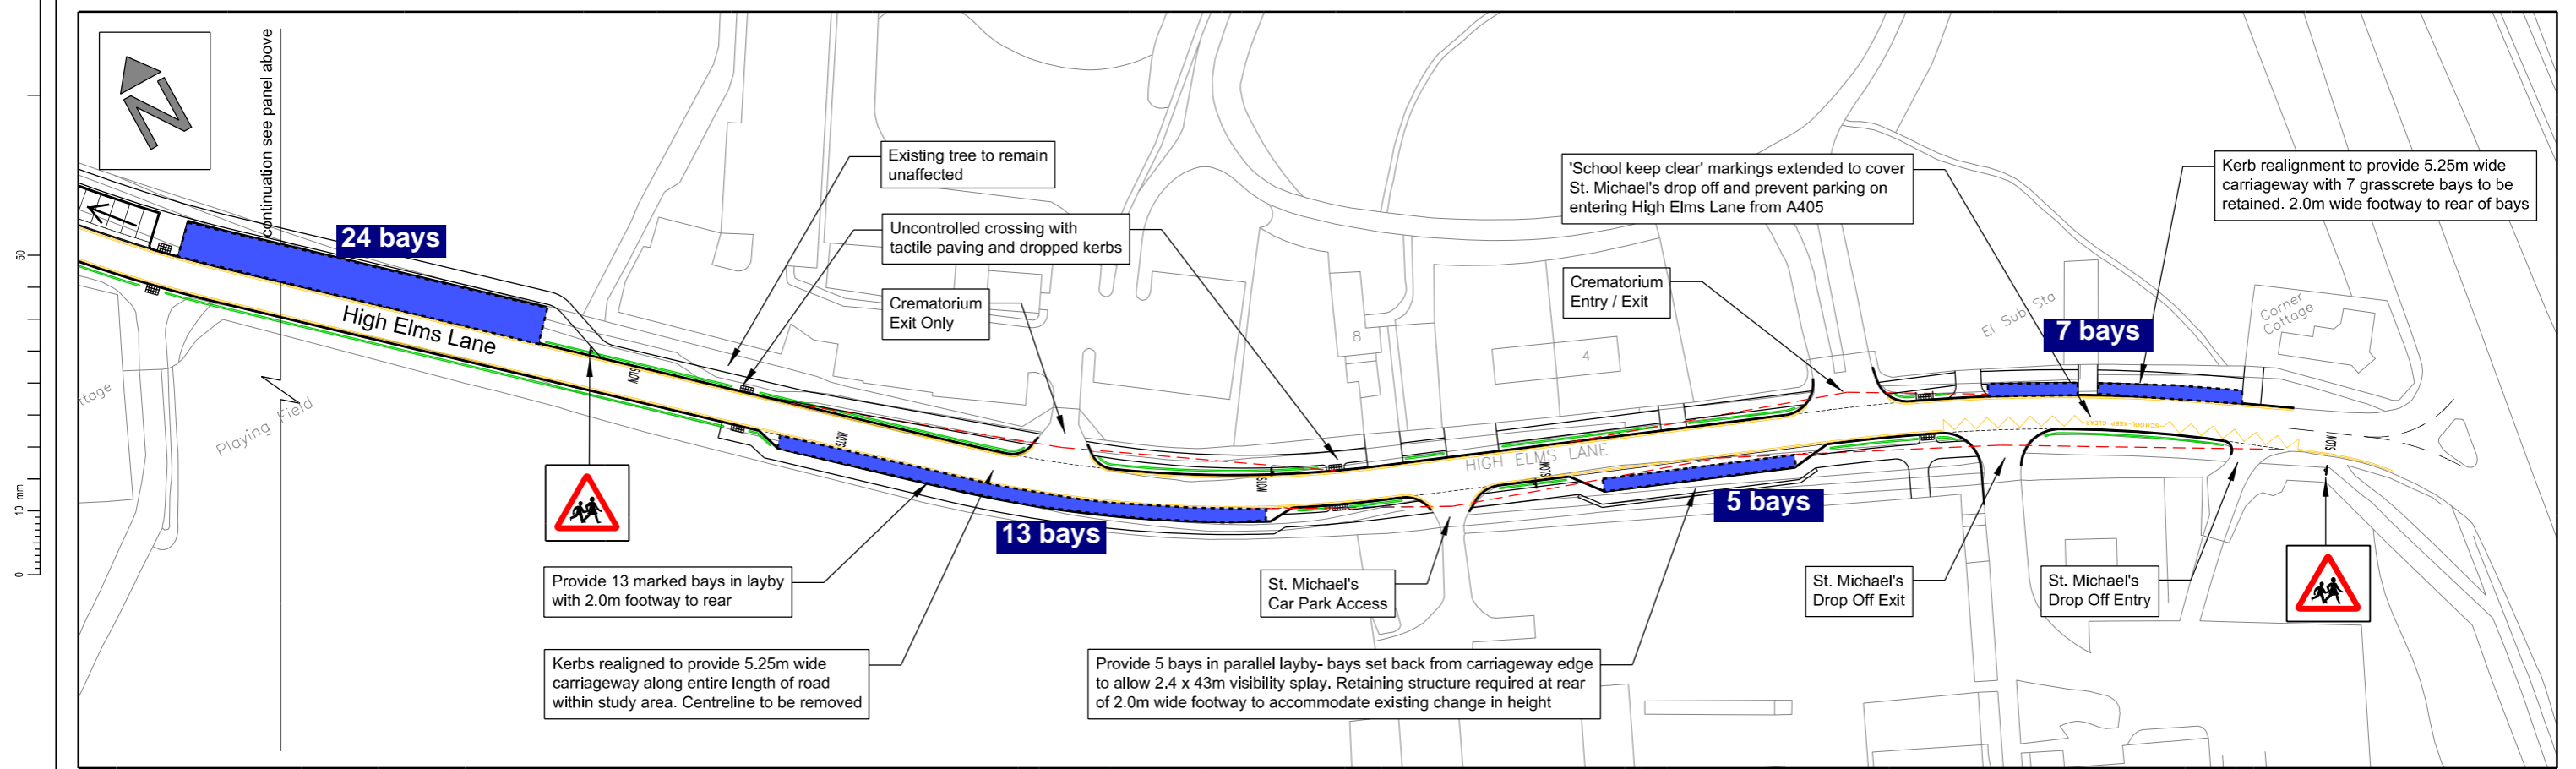 continuation see panel above
N
24 bays
High Elms Lane
Existing tree to remain
unaffected
Uncontrolled crossing with
tactile paving and dropped kerbs
Crematorium
Exit Only
'School keep clear' markings extended to cover
St. Michael's drop off and prevent parking on
entering High Elms Lane from A405
Crematorium
Entry / Exit
Kerb realignment to provide 5.25m wide
carriageway with 7 grasscrete bays to be
retained. 2.0m wide footway to rear of bays
El Sub Sta
Corner
Cottage
7 bays
8
4
ttage
Playing Field
SLOW
SLOW
SLOW
SLOW
SLOW
HIGH ELMS LANE
SCHOOL-KEEP-CLEAR
13 bays
5 bays
Provide 13 marked bays in layby
with 2.0m footway to rear
Kerbs realigned to provide 5.25m wide
carriageway along entire length of road
within study area. Centreline to be removed
St. Michael's
Car Park Access
Provide 5 bays in parallel layby- bays set back from carriageway edge
to allow 2.4 x 43m visibility splay. Retaining structure required at rear
of 2.0m wide footway to accommodate existing change in height
St. Michael's
Drop Off Exit
St. Michael's
Drop Off Entry
50
10 mm
0